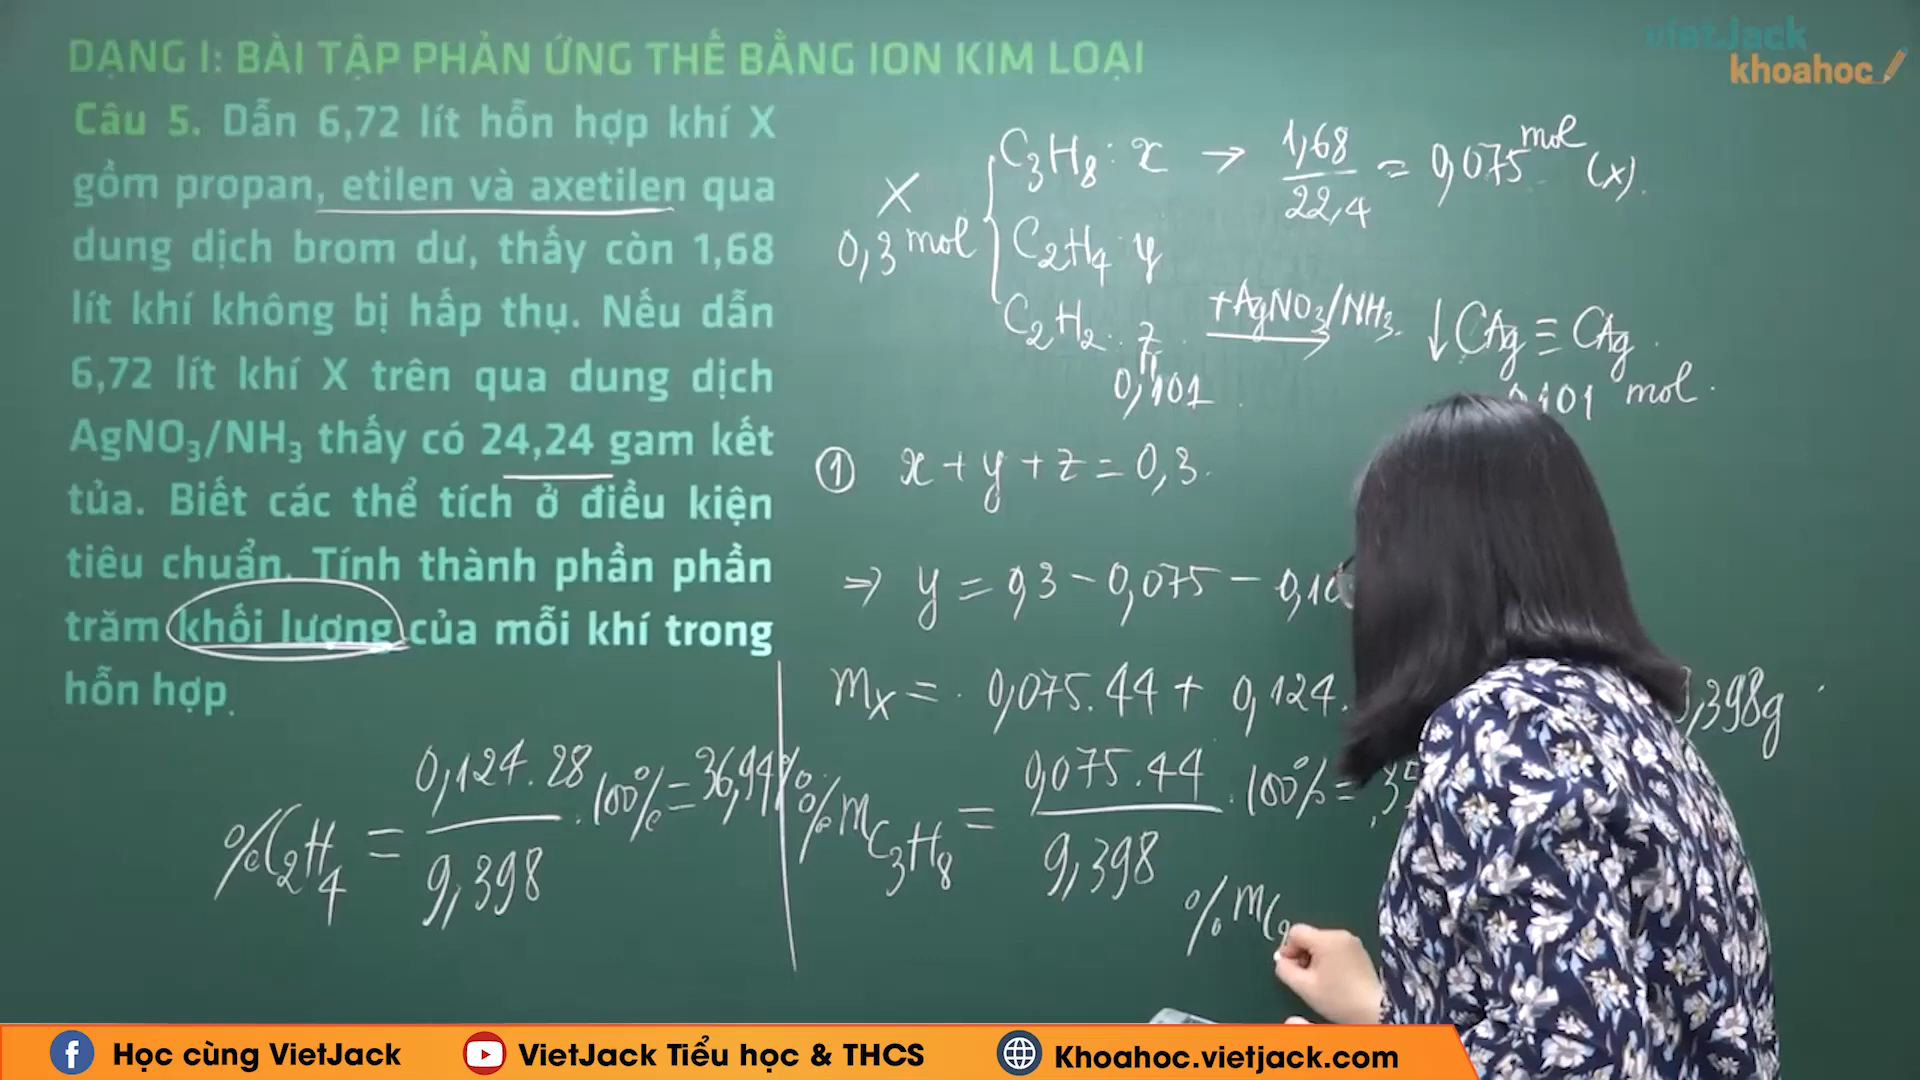 DẠNG I: BÀI TẬP PHẢN ỨNG THẾ BẰNG ION KIM LOẠI
vietJack
khoahoc
Câu 5. Dẫn 6,72 lít hỗn hợp khí X
gồm propan, etilen và axetilen qua
dung dịch brom dư, thấy còn 1,68
lít khí không bị hấp thụ. Nếu dẫn
6,72 lít khí X trên qua dung dịch
AgNO₃/NH₃ thấy có 24,24 gam kết
tủa. Biết các thể tích ở điều kiện
tiêu chuẩn. Tính thành phần phần
trăm khối lượng của mỗi khí trong
hỗn hợp.
X
0,3 mol
C₃H₈: x → 1,68/22,4 = 0,075 mol (x).
C₂H₄: y
C₂H₂: z +AgNO₃/NH₃ ↓CAg ≡ CAg
0,101
mol
① x + y + z = 0,3.
⇒ y = 0,3 - 0,075 -
mX = 0,075.44 + 0,124.
,398g
%mC₃H₈ = 0,075.44/9,398 . 100% =
%C₂H₄ = 0,124.28/9,398 . 100% = 36,94%
%m
Học cùng VietJack
VietJack Tiểu học & THCS
Khoahoc.vietjack.com